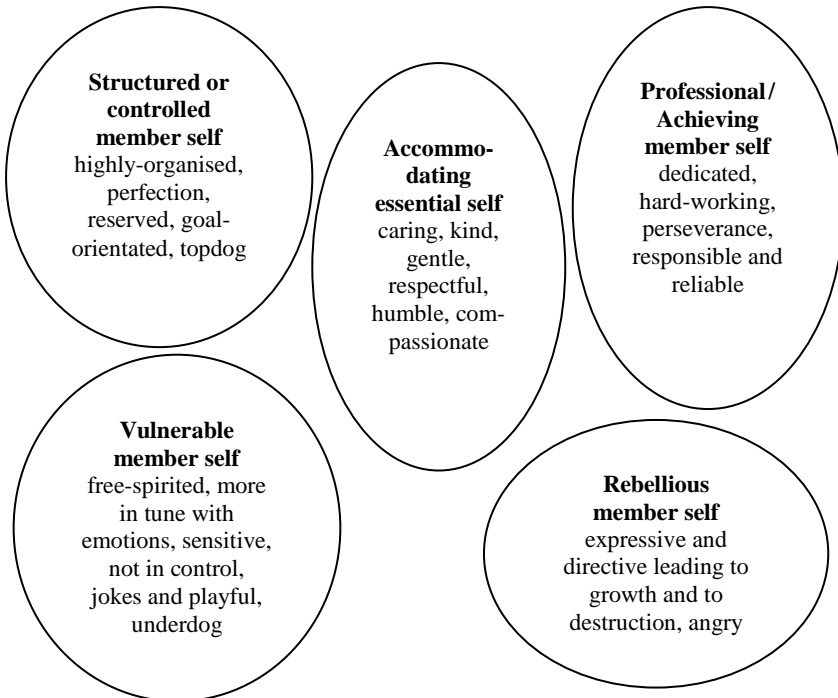 Structured or
controlled
member self
highly-organised,
perfection,
reserved, goal-
orientated, topdog
Accommo-
dating
essential self
caring, kind,
gentle,
respectful,
humble, com-
passionate
Professional/
Achieving
member self
dedicated,
hard-working,
perseverance,
responsible and
reliable
Vulnerable
member self
free-spirited, more
in tune with
emotions, sensitive,
not in control,
jokes and playful,
underdog
Rebellious
member self
expressive and
directive leading to
growth and to
destruction, angry